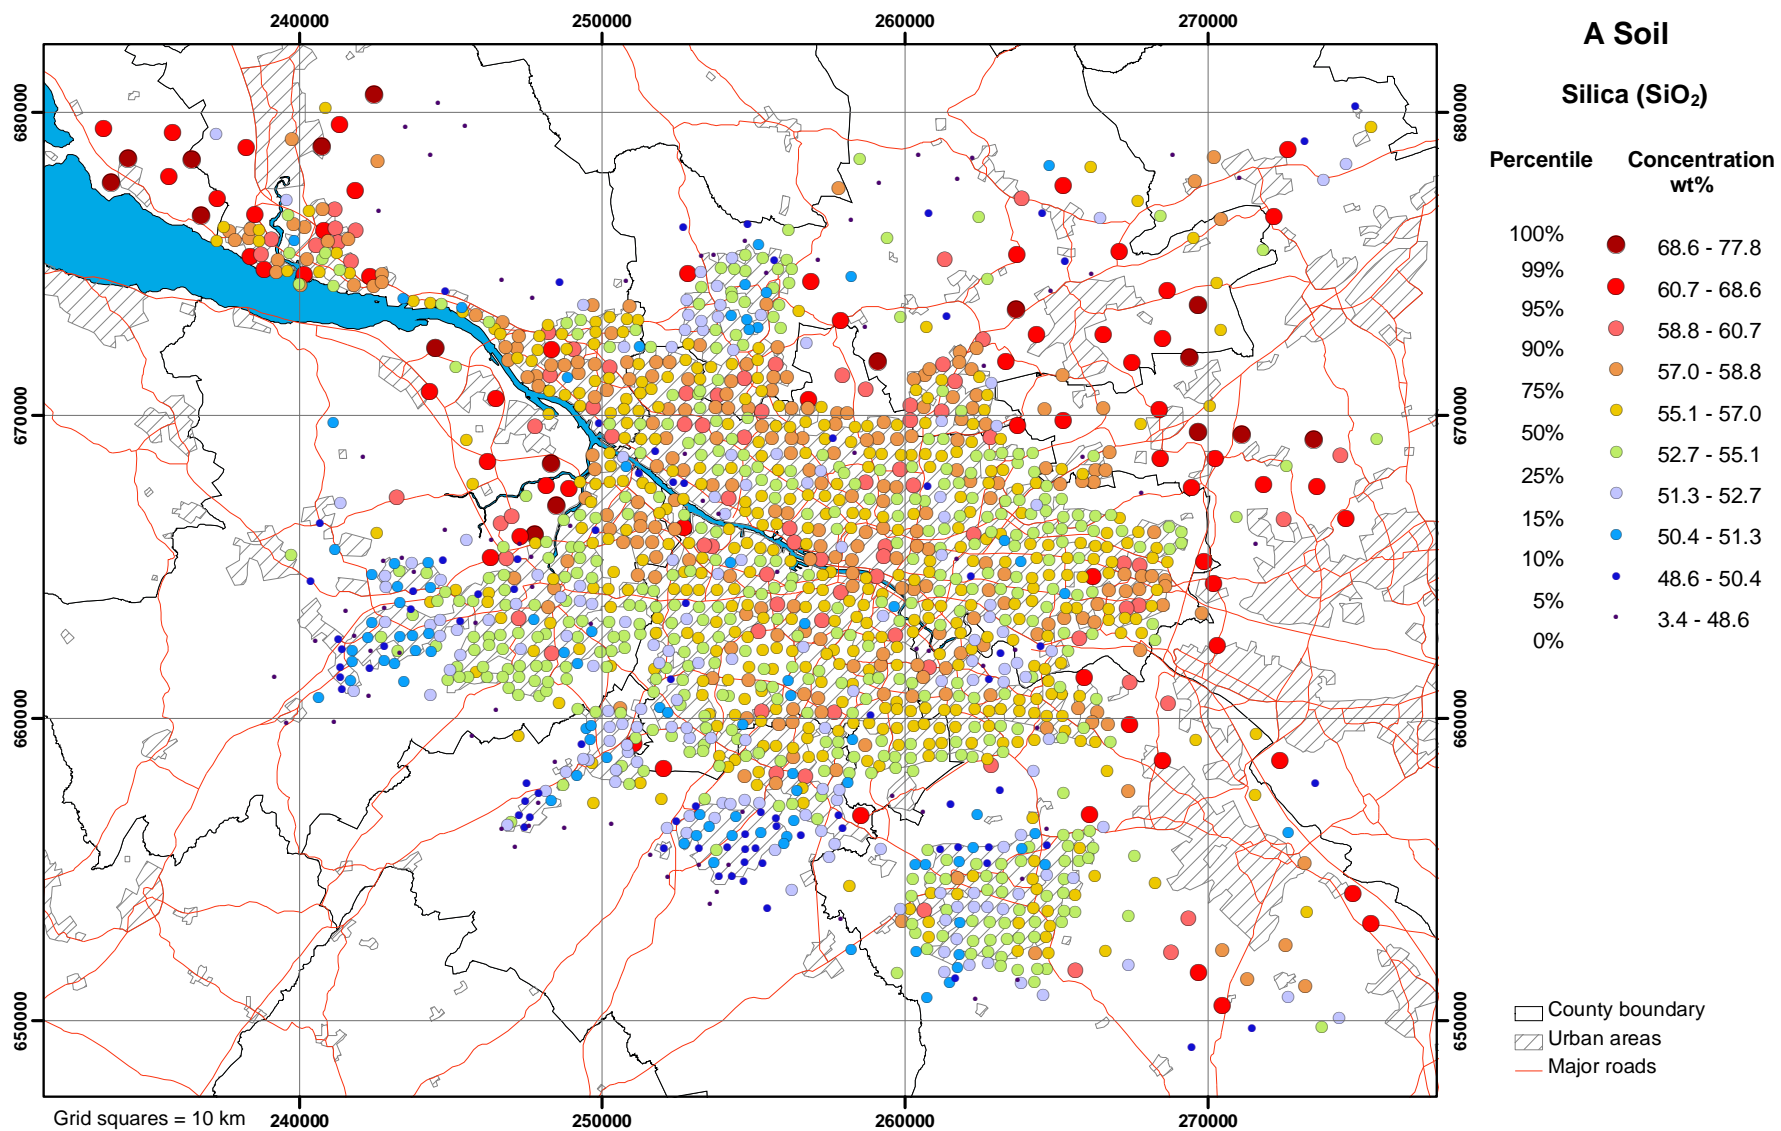 240000 250000 260000 270000
A Soil
Silica (SiO₂)
Percentile Concentration
wt%
100%
68.6 - 77.8
99%
60.7 - 68.6
95%
58.8 - 60.7
90%
57.0 - 58.8
75%
55.1 - 57.0
50%
52.7 - 55.1
25%
51.3 - 52.7
15%
50.4 - 51.3
10%
48.6 - 50.4
5%
3.4 - 48.6
0%
680000 680000
670000 670000
660000 660000
650000 650000
County boundary
Urban areas
Major roads
Grid squares = 10 km
240000 250000 260000 270000